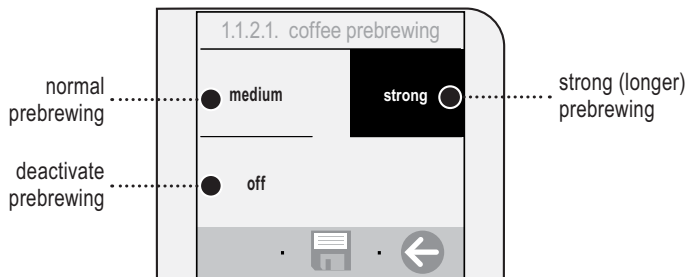 1.1.2.1. coffee prebrewing
normal
prebrewing
medium
strong
strong (longer)
prebrewing
deactivate
prebrewing
off